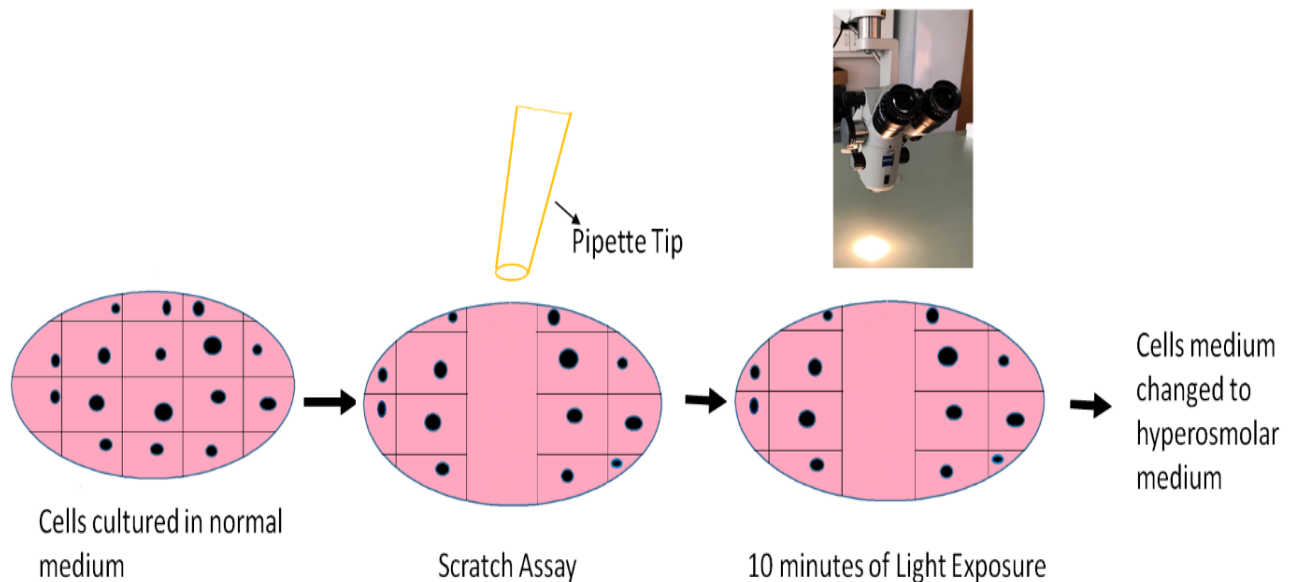 Pipette Tip
Cells cultured in normal
medium
Scratch Assay
10 minutes of Light Exposure
Cells medium
changed to
hyperosmolar
medium